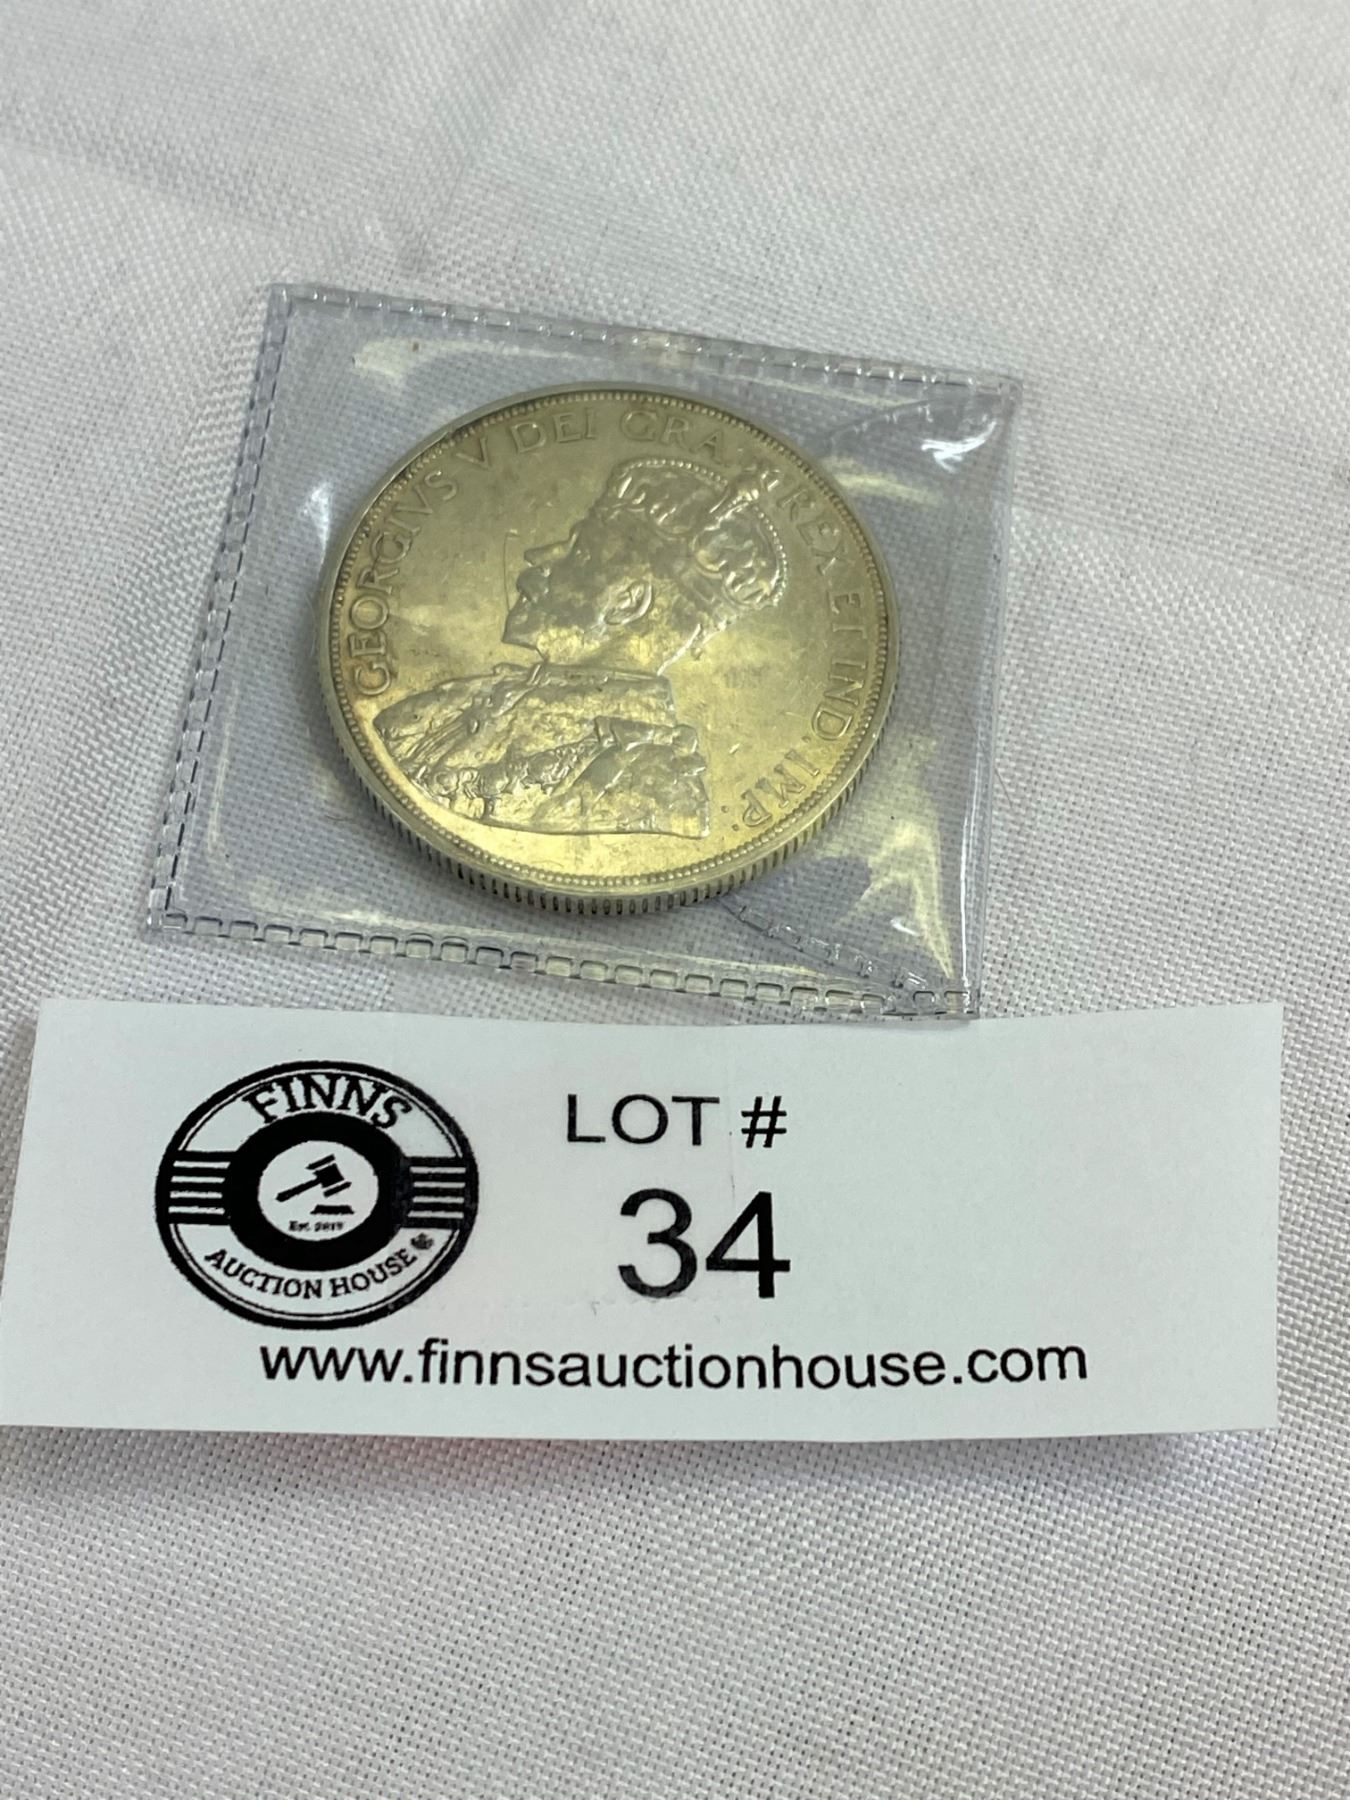 GEORGIVS V DEI GRA: REX ET IND: IMP:
FINNS
AUCTION HOUSE
LOT #
34
www.finnsauctionhouse.com